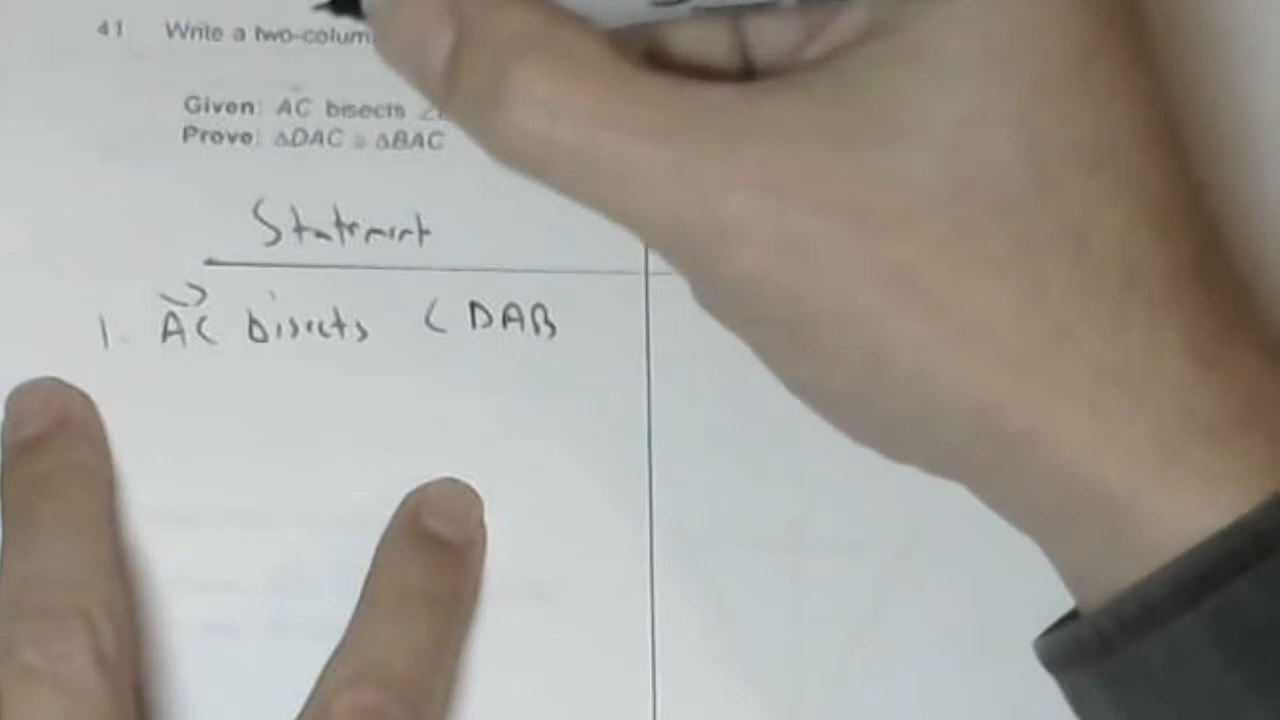 41 Write a two-colum
Given: AC bisects
Prove: ΔDAC ≅ ΔBAC
Statement
1. AC bisects < DAB